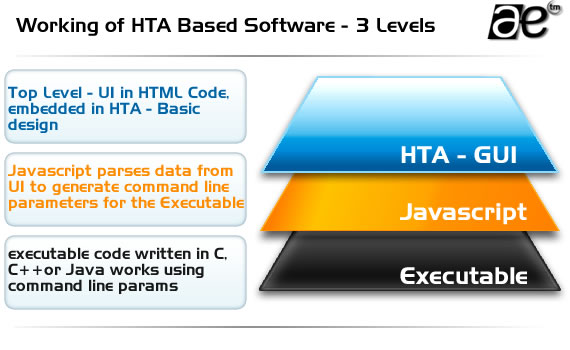 Working of HTA Based Software - 3 Levels
ae tm
Top Level - UI in HTML Code,
embedded in HTA - Basic
design
HTA - GUI
Javascript parses data from
UI to generate command line
parameters for the Executable
Javascript
executable code written in C,
C++or Java works using
command line params
Executable